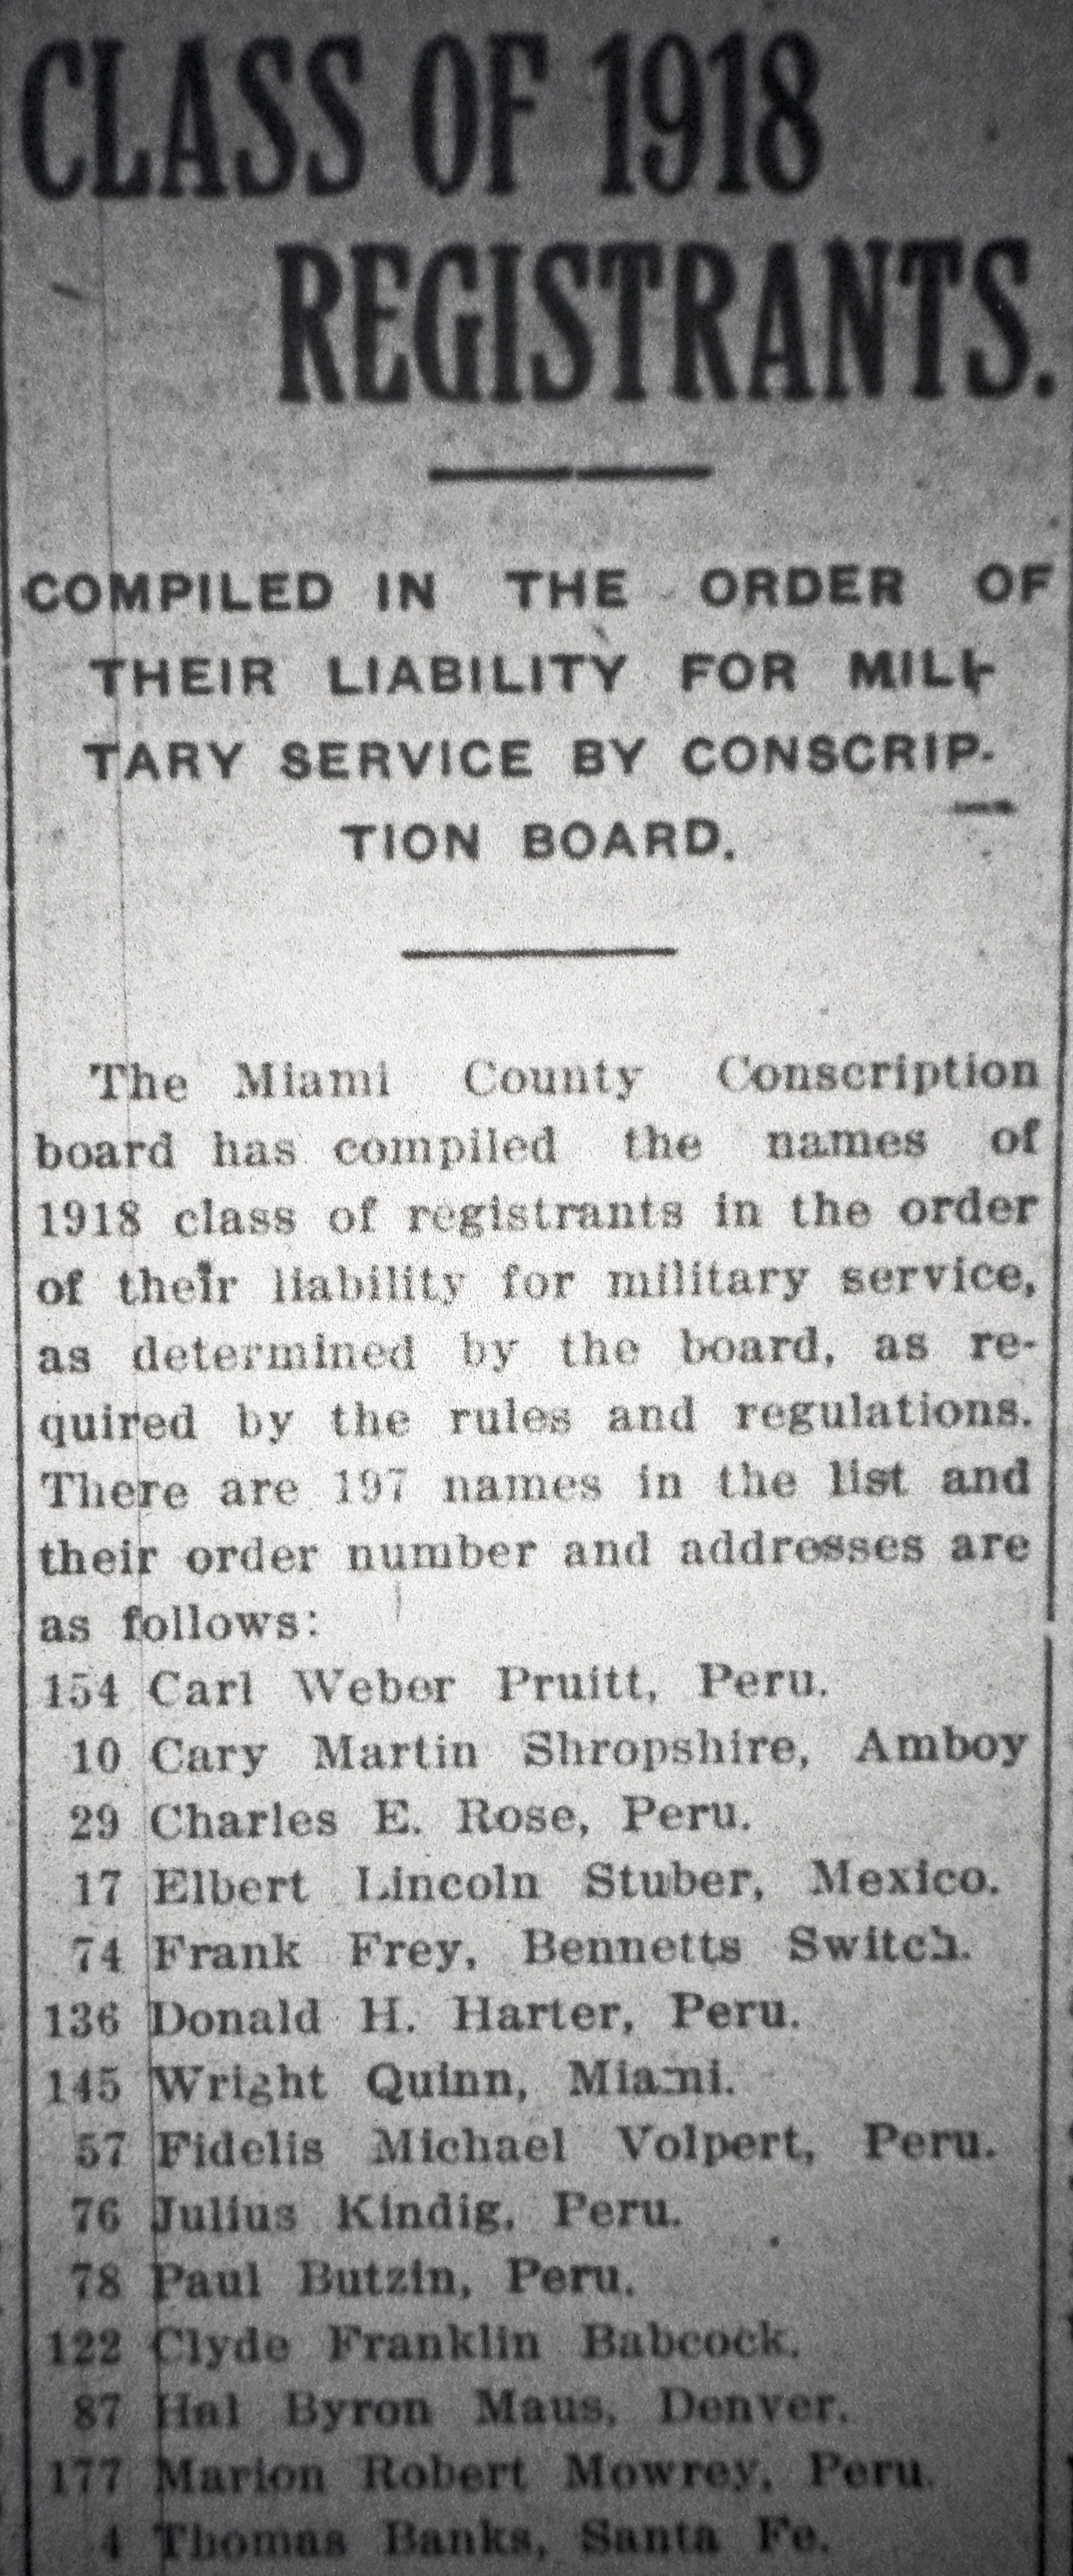 CLASS OF 1918
REGISTRANTS.
COMPILED IN THE ORDER OF
THEIR LIABILITY FOR MILI-
TARY SERVICE BY CONSCRIP-
TION BOARD.
The Miami County Conscription
board has compiled the names of
1918 class of registrants in the order
of their liability for military service,
as determined by the board, as re-
quired by the rules and regulations.
There are 197 names in the list and
their order number and addresses are
as follows:
154 Carl Weber Pruitt, Peru.
10 Cary Martin Shropshire, Amboy
29 Charles E. Rose, Peru.
17 Elbert Lincoln Stuber, Mexico.
74 Frank Frey, Bennetts Switch.
136 Donald H. Harter, Peru.
145 Wright Quinn, Miami.
57 Fidelis Michael Volpert, Peru.
76 Julius Kindig, Peru.
78 Paul Butzin, Peru.
122 Clyde Franklin Babcock.
87 Hal Byron Maus, Denver.
177 Marion Robert Mowrey, Peru.
4 Thomas Banks, Santa Fe.